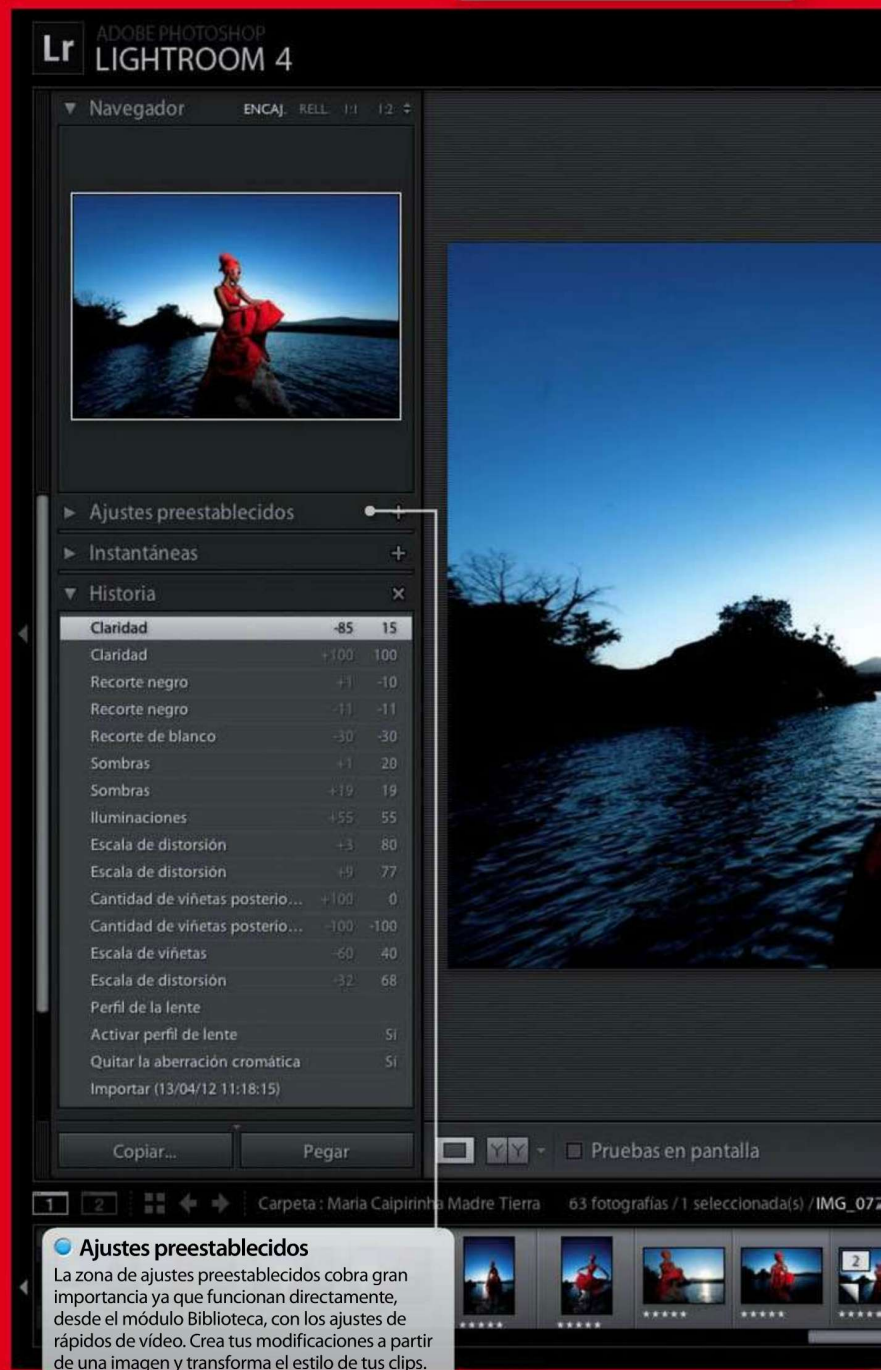 Lr
ADOBE PHOTOSHOP
LIGHTROOM 4
Navegador ENCAJ. RELL. 1:1 1:2
Ajustes preestablecidos +
Instantáneas +
Historia ×
Claridad -85 15
Claridad +100 100
Recorte negro +1 -10
Recorte negro -11 -11
Recorte de blanco -30 -30
Sombras +1 20
Sombras +19 19
Iluminaciones +55 55
Escala de distorsión +3 80
Escala de distorsión +9 77
Cantidad de viñetas posterio... +100 0
Cantidad de viñetas posterio... -100 -100
Escala de viñetas -60 40
Escala de distorsión -32 68
Perfil de la lente
Activar perfil de lente Sí
Quitar la aberración cromática Sí
Importar (13/04/12 11:18:15)
Copiar... Pegar
Y Y Pruebas en pantalla
1 2 Carpeta : Maria Caipirinha Madre Tierra 63 fotografías / 1 seleccionada(s) / IMG_072
2
Ajustes preestablecidos
La zona de ajustes preestablecidos cobra gran
importancia ya que funcionan directamente,
desde el módulo Biblioteca, con los ajustes de
rápidos de vídeo. Crea tus modificaciones a partir
de una imagen y transforma el estilo de tus clips.